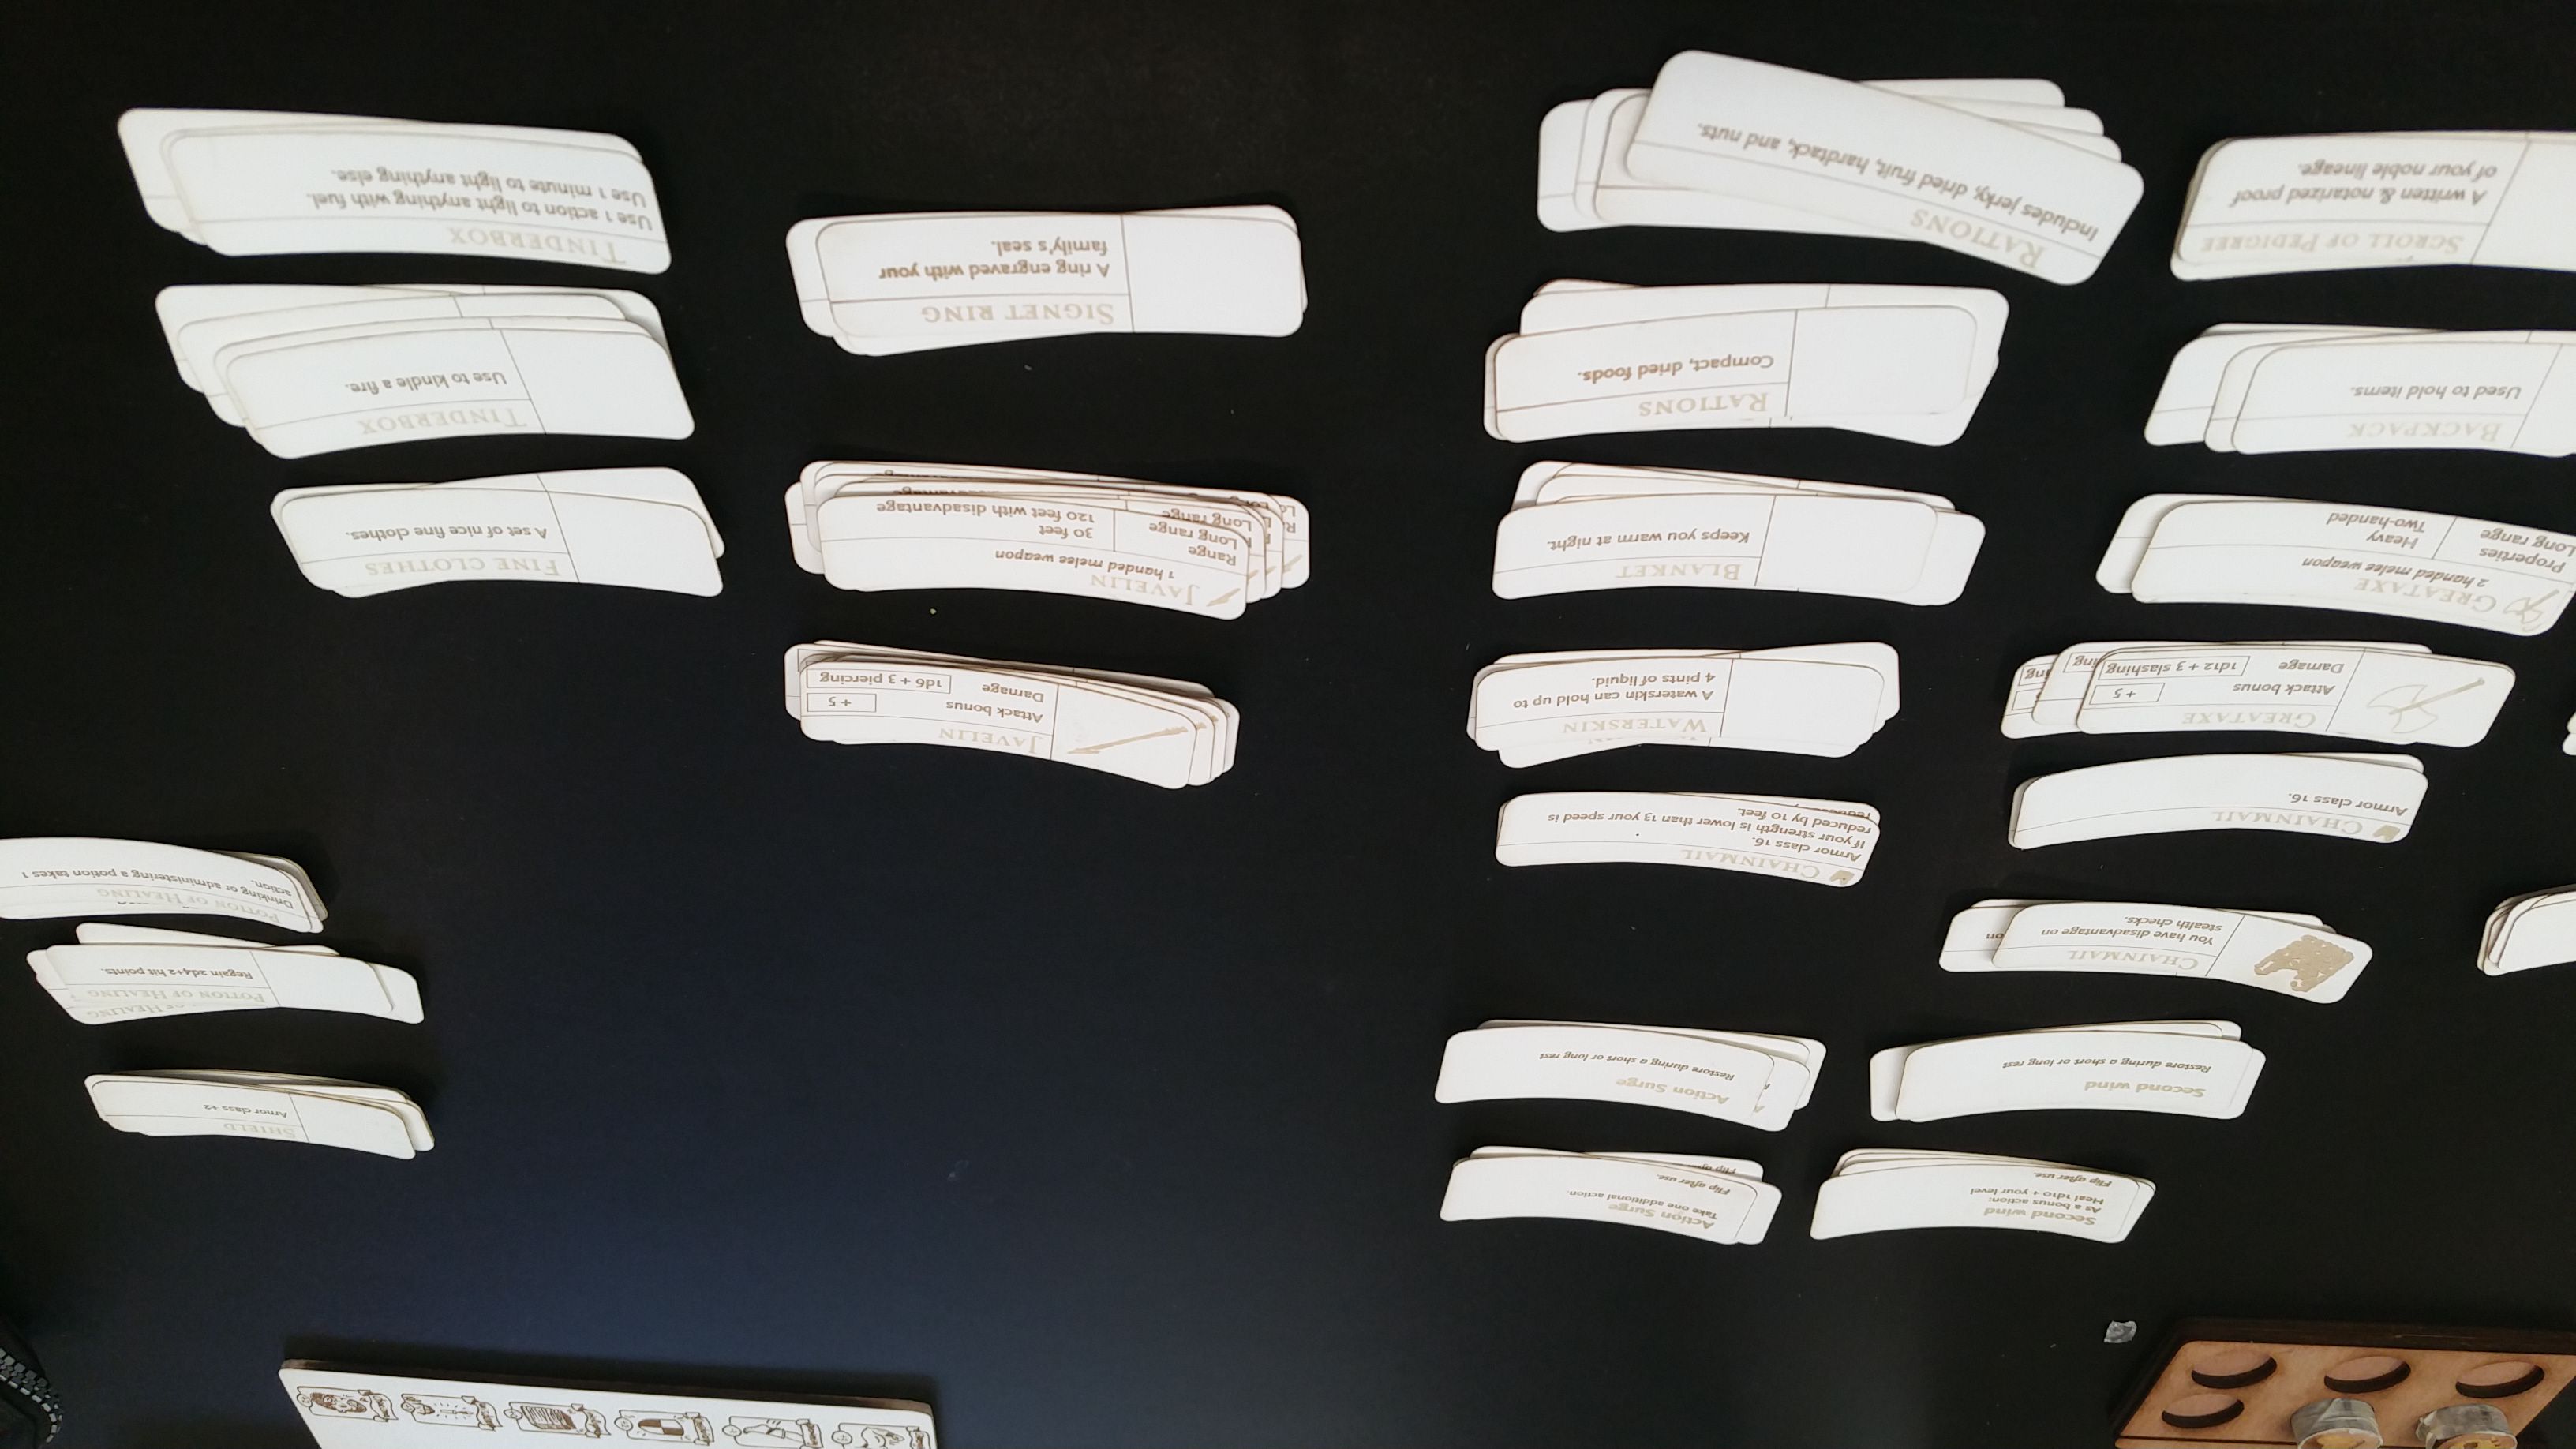 SHIELD
Armor class +2
OF HEALING
POTION OF HEALING
Regain 2d4+2 hit points.
POTION OF HEALING
Drinking or administering a potion takes 1
action.
FINE CLOTHES
A set of nice fine clothes.
TINDERBOX
Use to kindle a fire.
TINDERBOX
Use 1 action to light anything with fuel.
Use 1 minute to light anything else.
JAVELIN
Attack bonus +5
Damage 1d6 + 3 piercing
JAVELIN
1 handed melee weapon
Range 30 feet
Long range 120 feet with disadvantage
Long range
SIGNET RING
A ring engraved with your
family's seal.
Action Surge
Take one additional action.
Flip after use.
Action Surge
Restore during a short or long rest
CHAINMAIL
Armor class 16.
If your strength is lower than 13 your speed is
reduced by 10 feet.
WATERSKIN
A waterskin can hold up to
4 pints of liquid.
BLANKET
Keeps you warm at night.
RATIONS
Compact, dried foods.
RATIONS
Includes jerky, dried fruit, hardtack, and nuts.
Second wind
As a bonus action:
Heal 1d10 + your level
Flip after use.
Second wind
Restore during a short or long rest
CHAINMAIL
You have disadvantage on
stealth checks.
on
CHAINMAIL
Armor class 16.
GREATAXE
Attack bonus +5
Damage 1d12 + 3 slashing
ing
ing
GREATAXE
2 handed melee weapon
Properties Heavy
Two-handed
Long range
BACKPACK
Used to hold items.
SCROLL OF PEDIGREE
A written & notarized proof
of your noble lineage.